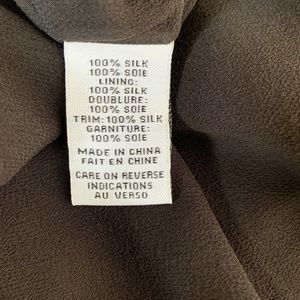 100% SILK
100% SOIE
LINING:
100% SILK
DOUBLURE:
100% SOIE
TRIM: 100% SILK
GARNITURE:
100% SOIE
MADE IN CHINA
FAIT EN CHINE
CARE ON REVERSE
INDICATIONS
AU VERSO